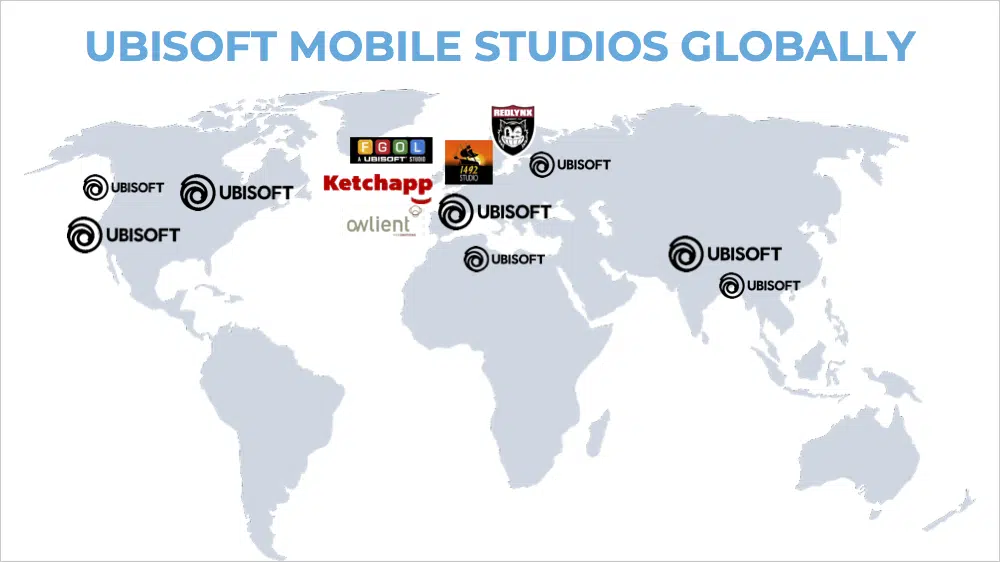 UBISOFT MOBILE STUDIOS GLOBALLY
REDLYNX
FGOL
A UBISOFT STUDIO
1492
STUDIO
UBISOFT
UBISOFT
UBISOFT
Ketchapp
owlient
UBISOFT
UBISOFT
UBISOFT
UBISOFT
UBISOFT